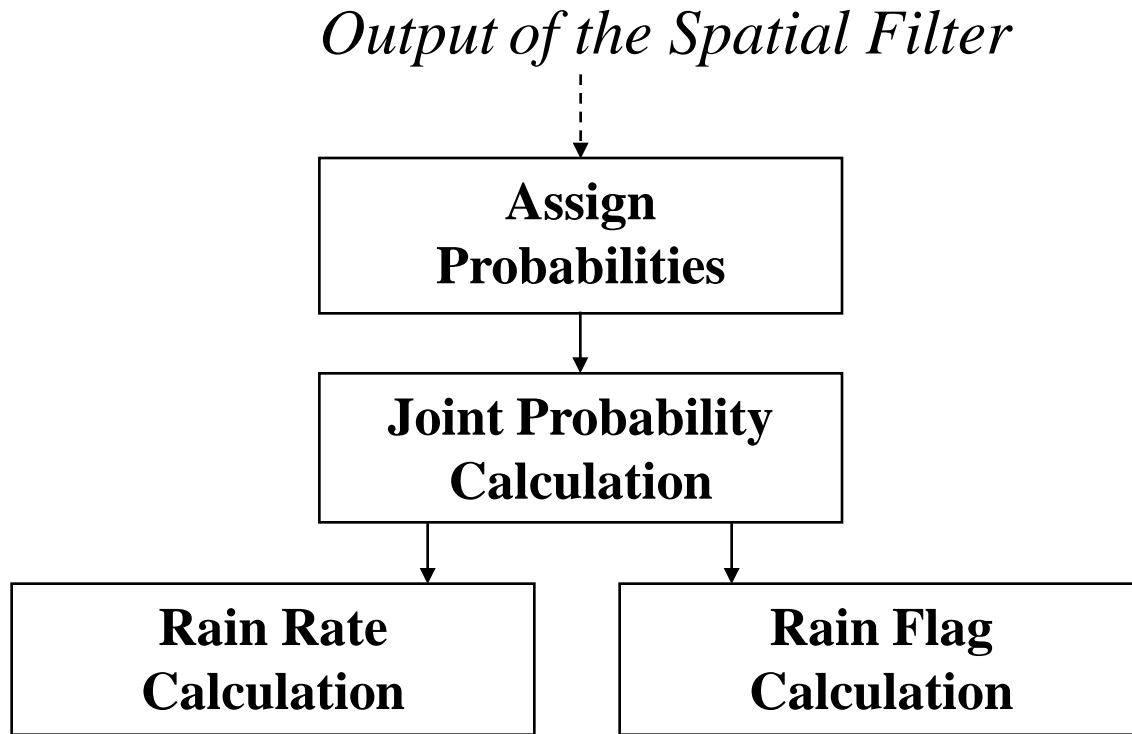 Output of the Spatial Filter
Assign
Probabilities
Joint Probability
Calculation
Rain Rate
Calculation
Rain Flag
Calculation